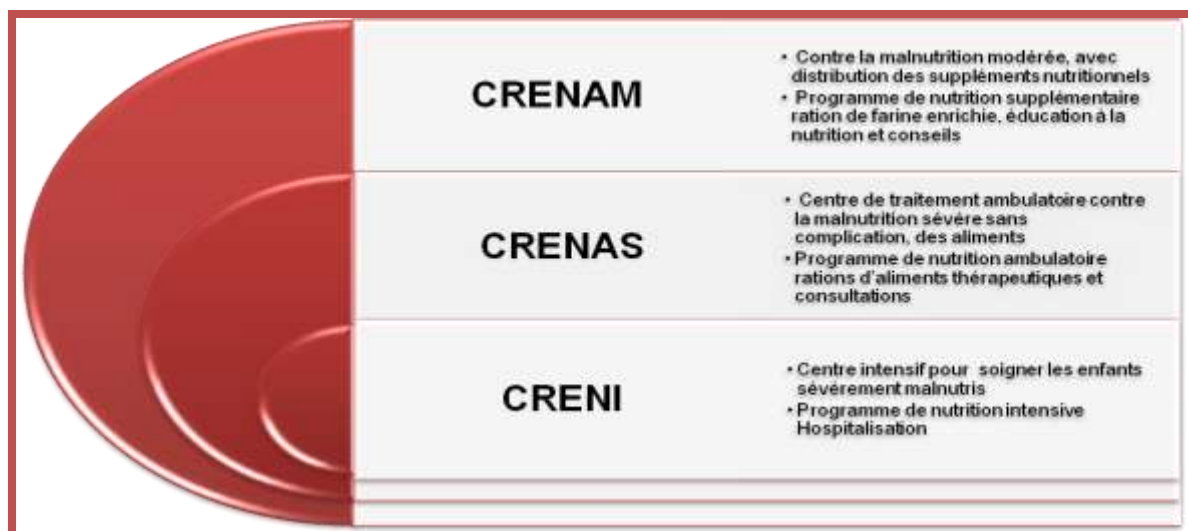 CRENAM
• Contre la malnutrition modérée, avec
distribution des suppléments nutritionnels
• Programme de nutrition supplémentaire
ration de farine enrichie, éducation à la
nutrition et conseils
CRENAS
• Centre de traitement ambulatoire contre
la malnutrition sévére sans
complication, des aliments
• Programme de nutrition ambulatoire
rations d'aliments thérapeutiques et
consultations
CRENI
• Centre intensif pour soigner les enfants
sévérement malnutris
• Programme de nutrition intensive
Hospitalisation